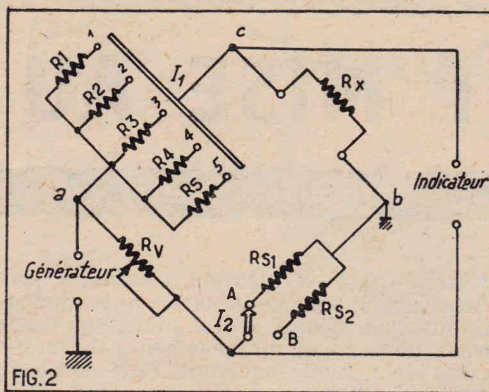 c
1
R1
I1
2
R2
Rx
3
R3
4
R4
5
R5
Indicateur
a
b
Rv
RS1
Générateur
A
I2
RS2
B
FIG.2